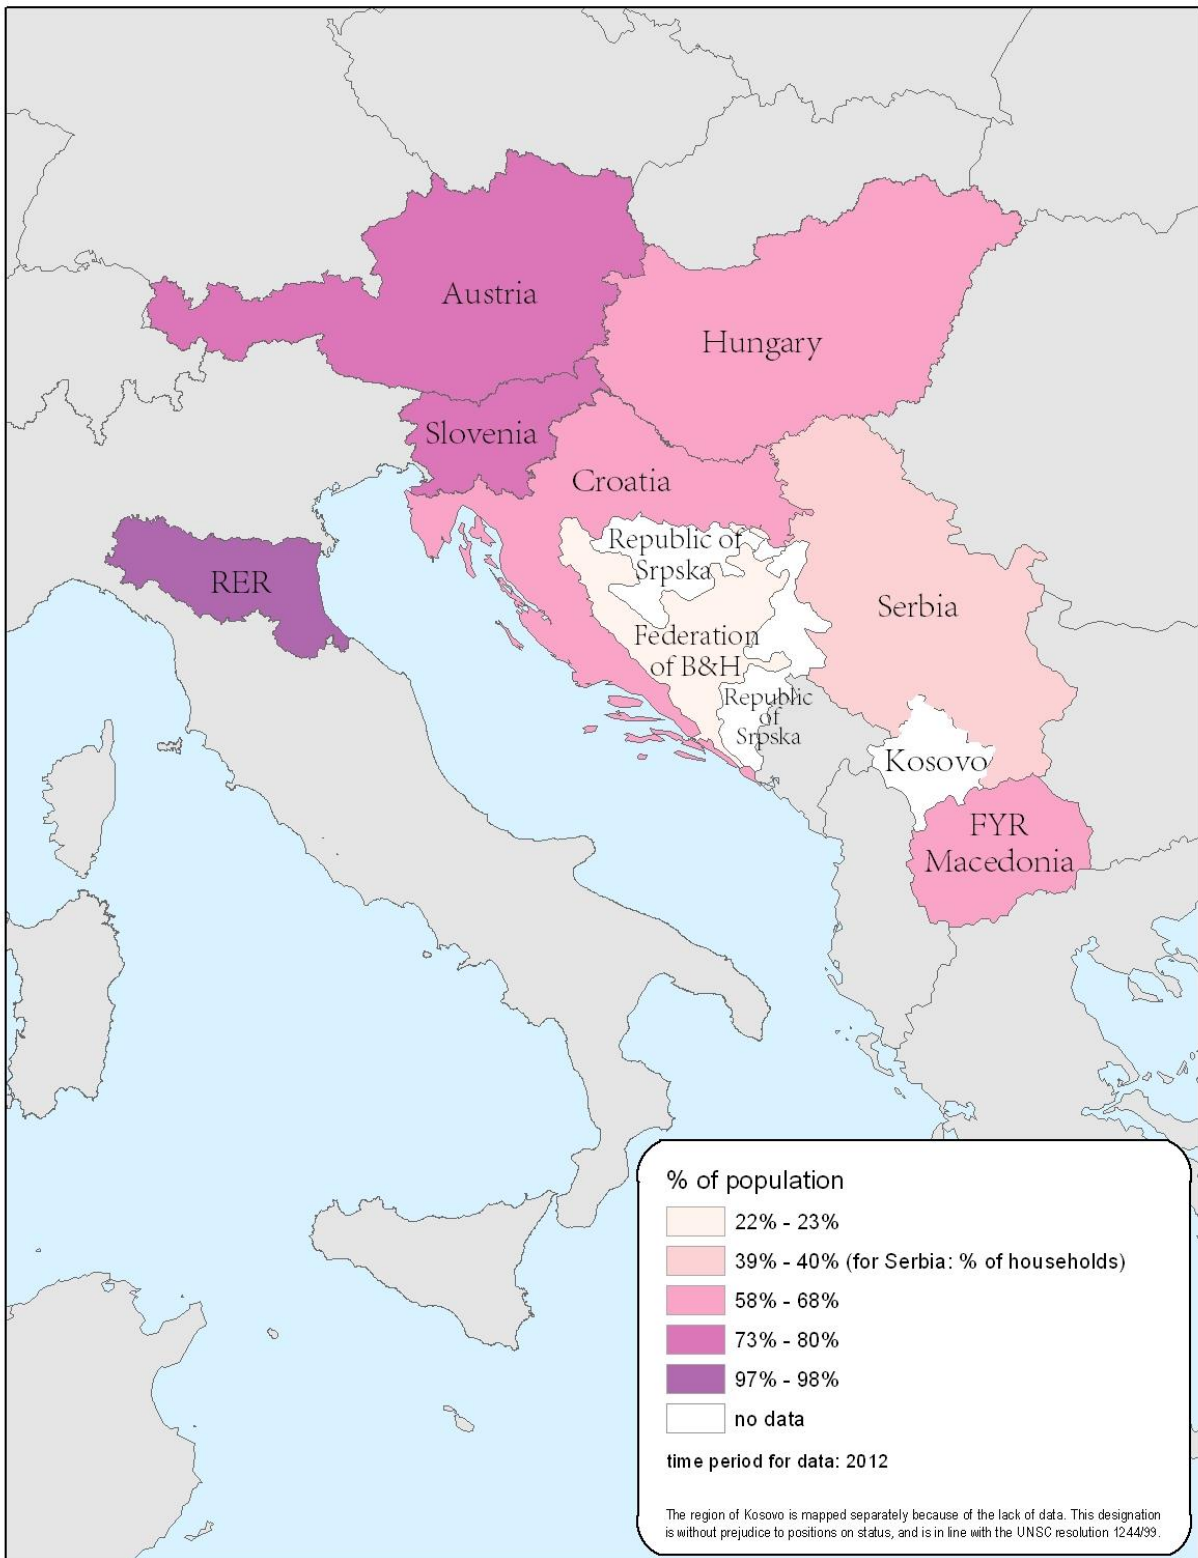 Austria
Hungary
Slovenia
Croatia
RER
Republic of
Srpska
Serbia
Federation
of B&H
Republic
of
Srpska
Kosovo
FYR
Macedonia
% of population
22% - 23%
39% - 40% (for Serbia: % of households)
58% - 68%
73% - 80%
97% - 98%
no data
time period for data: 2012
The region of Kosovo is mapped separately because of the lack of data. This designation
is without prejudice to positions on status, and is in line with the UNSC resolution 1244/99.